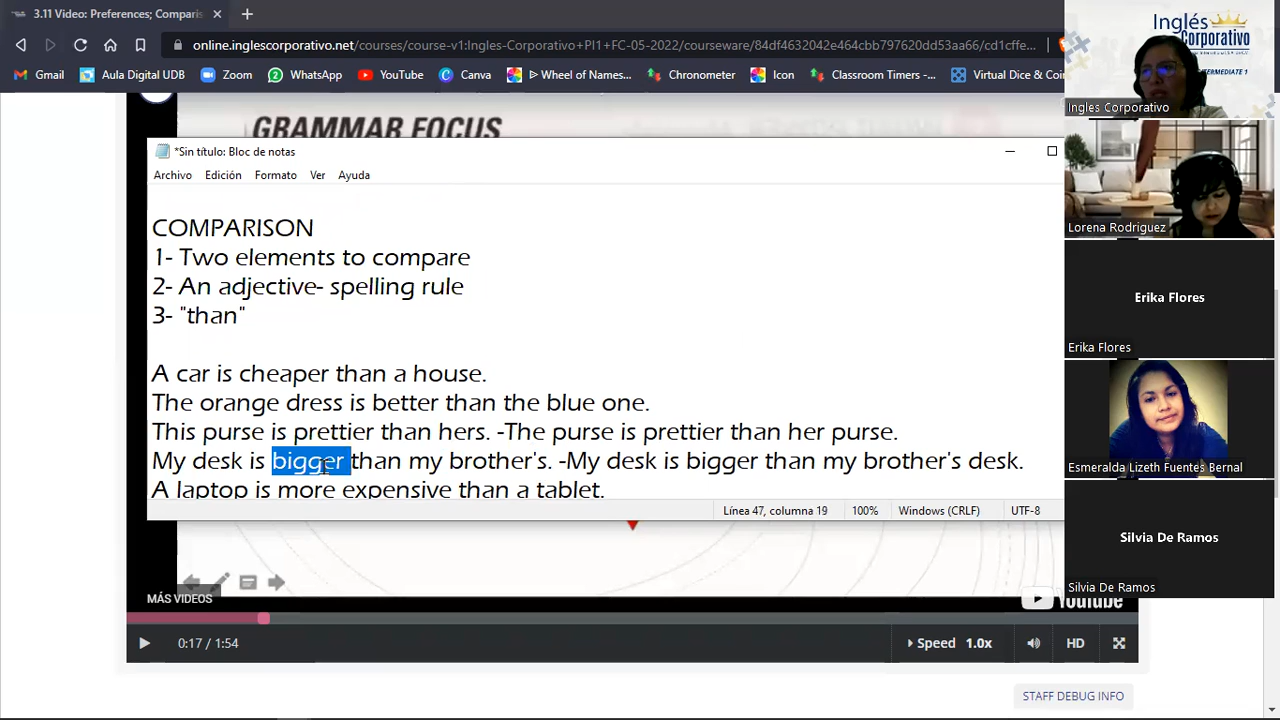 3.11 Video: Preferences; Comparis
online.inglescorporativo.net/courses/course-v1:Ingles-Corporativo+PI1+FC-05-2022/courseware/84df4632042e464cbb797620dd53aa66/cd1cffe...
Gmail
Aula Digital UDB
Zoom
WhatsApp
YouTube
Canva
ᐅ Wheel of Names...
Chronometer
Icon
Classroom Timers -...
Virtual Dice & Coi
GRAMMAR FOCUS
*Sin título: Bloc de notas
Archivo Edición Formato Ver Ayuda
COMPARISON
1- Two elements to compare
2- An adjective- spelling rule
3- "than"
A car is cheaper than a house.
The orange dress is better than the blue one.
This purse is prettier than hers. -The purse is prettier than her purse.
My desk is bigger than my brother's. -My desk is bigger than my brother's desk.
A laptop is more expensive than a tablet.
Línea 47, columna 19
100%
Windows (CRLF)
UTF-8
MÁS VIDEOS
YouTube
0:17 / 1:54
Speed 1.0x
HD
STAFF DEBUG INFO
Inglés
Corporativo
INTERMEDIATE 1
Ingles Corporativo
Lorena Rodriguez
Erika Flores
Erika Flores
Esmeralda Lizeth Fuentes Bernal
Silvia De Ramos
Silvia De Ramos